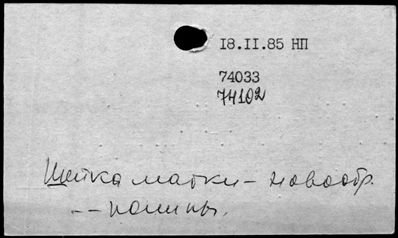 18.II.85 НП
74033
74102
Шейка матки – новообр.
-–– полипы.